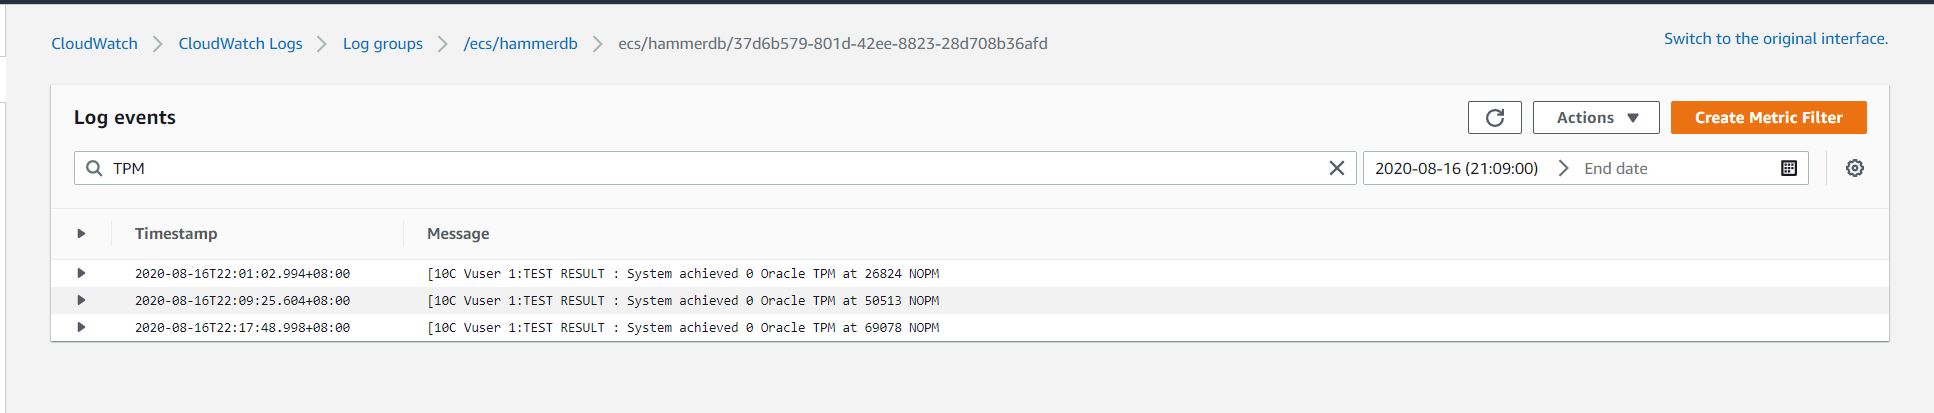 CloudWatch > CloudWatch Logs > Log groups > /ecs/hammerdb > ecs/hammerdb/37d6b579-801d-42ee-8823-28d708b36afd
Switch to the original interface.
Log events
Actions
Create Metric Filter
TPM
2020-08-16 (21:09:00) > End date
Timestamp Message
2020-08-16T22:01:02.994+08:00 [10C Vuser 1:TEST RESULT : System achieved 0 Oracle TPM at 26824 NOPM
2020-08-16T22:09:25.604+08:00 [10C Vuser 1:TEST RESULT : System achieved 0 Oracle TPM at 50513 NOPM
2020-08-16T22:17:48.998+08:00 [10C Vuser 1:TEST RESULT : System achieved 0 Oracle TPM at 69078 NOPM